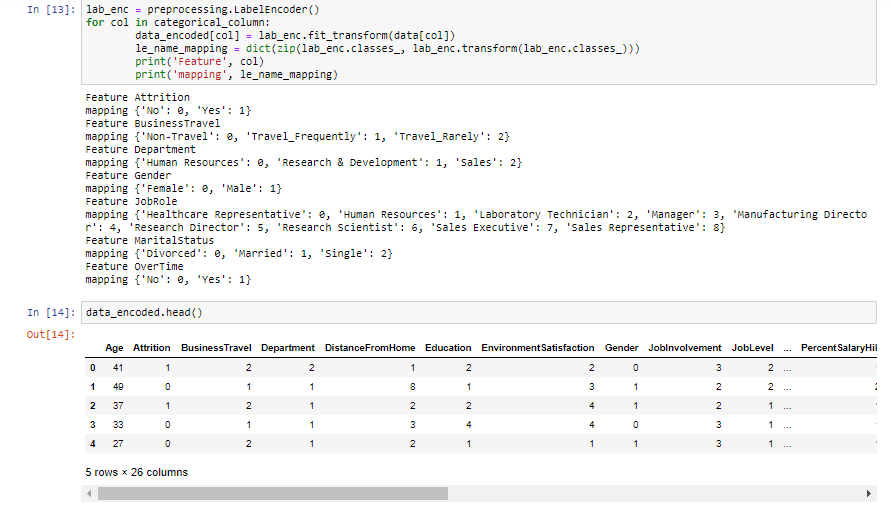 In [13]: lab_enc = preprocessing.LabelEncoder()
for col in categorical_column:
data_encoded[col] = lab_enc.fit_transform(data[col])
le_name_mapping = dict(zip(lab_enc.classes_, lab_enc.transform(lab_enc.classes_)))
print('Feature', col)
print('mapping', le_name_mapping)
Feature Attrition
mapping {'No': 0, 'Yes': 1}
Feature BusinessTravel
mapping {'Non-Travel': 0, 'Travel_Frequently': 1, 'Travel_Rarely': 2}
Feature Department
mapping {'Human Resources': 0, 'Research & Development': 1, 'Sales': 2}
Feature Gender
mapping {'Female': 0, 'Male': 1}
Feature JobRole
mapping {'Healthcare Representative': 0, 'Human Resources': 1, 'Laboratory Technician': 2, 'Manager': 3, 'Manufacturing Directo
r': 4, 'Research Director': 5, 'Research Scientist': 6, 'Sales Executive': 7, 'Sales Representative': 8}
Feature MaritalStatus
mapping {'Divorced': 0, 'Married': 1, 'Single': 2}
Feature OverTime
mapping {'No': 0, 'Yes': 1}
In [14]: data_encoded.head()
Out[14]:
Age Attrition BusinessTravel Department DistanceFromHome Education EnvironmentSatisfaction Gender JobInvolvement JobLevel ... PercentSalaryHi
0 41 1 2 2 1 2 2 0 3 2 ...
1 49 0 1 1 8 1 3 1 2 2 ...
2 37 1 2 1 2 2 4 1 2 1 ...
3 33 0 1 1 3 4 4 0 3 1 ...
4 27 0 2 1 2 1 1 1 3 1 ...
5 rows × 26 columns